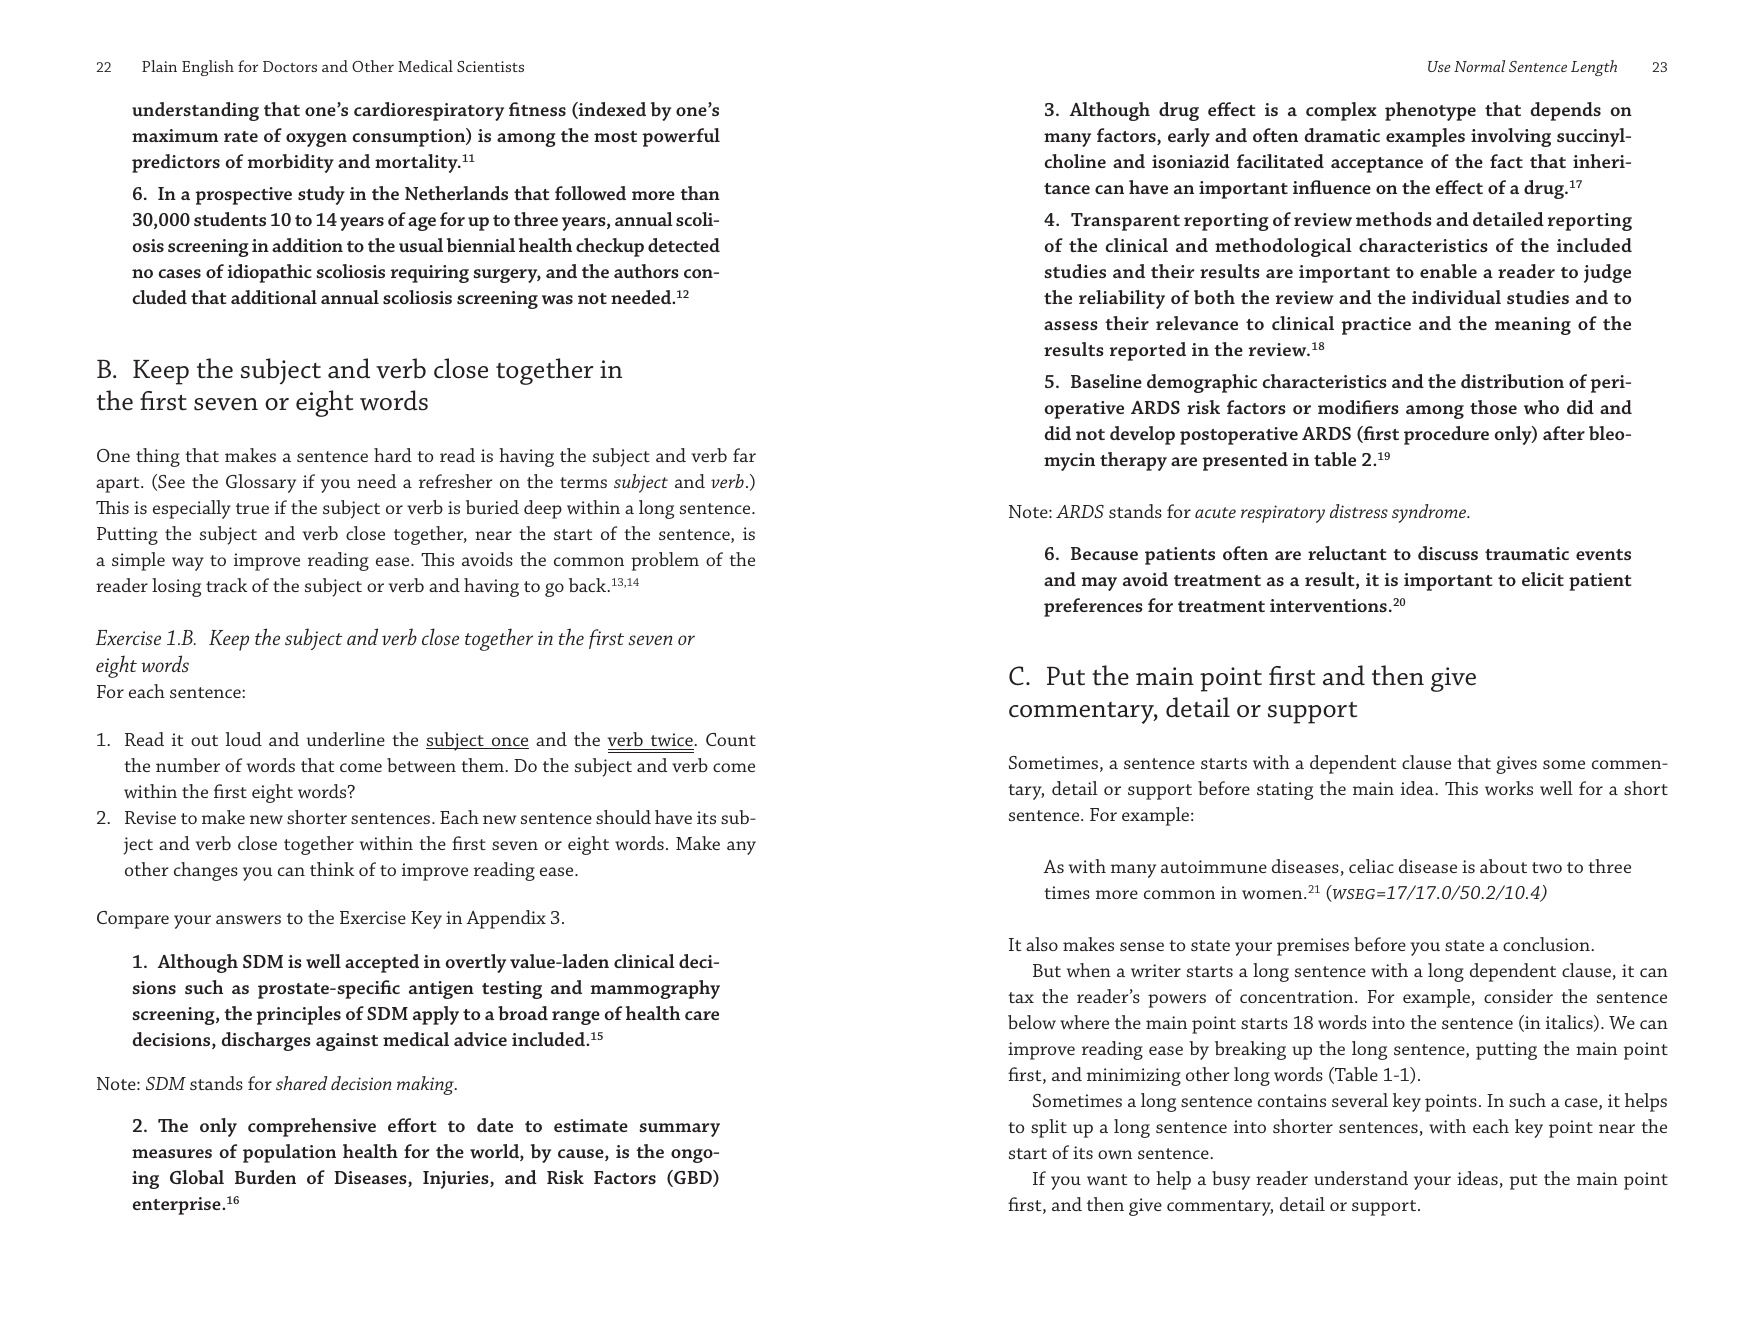 22 Plain English for Doctors and Other Medical Scientists
understanding that one's cardiorespiratory fitness (indexed by one's
maximum rate of oxygen consumption) is among the most powerful
predictors of morbidity and mortality.11
6. In a prospective study in the Netherlands that followed more than
30,000 students 10 to 14 years of age for up to three years, annual scoli-
osis screening in addition to the usual biennial health checkup detected
no cases of idiopathic scoliosis requiring surgery, and the authors con-
cluded that additional annual scoliosis screening was not needed.12
B. Keep the subject and verb close together in
the first seven or eight words
One thing that makes a sentence hard to read is having the subject and verb far
apart. (See the Glossary if you need a refresher on the terms subject and verb.)
This is especially true if the subject or verb is buried deep within a long sentence.
Putting the subject and verb close together, near the start of the sentence, is
a simple way to improve reading ease. This avoids the common problem of the
reader losing track of the subject or verb and having to go back.13,14
Exercise 1.B. Keep the subject and verb close together in the first seven or
eight words
For each sentence:
1. Read it out loud and underline the subject once and the verb twice. Count
the number of words that come between them. Do the subject and verb come
within the first eight words?
2. Revise to make new shorter sentences. Each new sentence should have its sub-
ject and verb close together within the first seven or eight words. Make any
other changes you can think of to improve reading ease.
Compare your answers to the Exercise Key in Appendix 3.
1. Although SDM is well accepted in overtly value-laden clinical deci-
sions such as prostate-specific antigen testing and mammography
screening, the principles of SDM apply to a broad range of health care
decisions, discharges against medical advice included.15
Note: SDM stands for shared decision making.
2. The only comprehensive effort to date to estimate summary
measures of population health for the world, by cause, is the ongo-
ing Global Burden of Diseases, Injuries, and Risk Factors (GBD)
enterprise.16
Use Normal Sentence Length 23
3. Although drug effect is a complex phenotype that depends on
many factors, early and often dramatic examples involving succinyl-
choline and isoniazid facilitated acceptance of the fact that inheri-
tance can have an important influence on the effect of a drug.17
4. Transparent reporting of review methods and detailed reporting
of the clinical and methodological characteristics of the included
studies and their results are important to enable a reader to judge
the reliability of both the review and the individual studies and to
assess their relevance to clinical practice and the meaning of the
results reported in the review.18
5. Baseline demographic characteristics and the distribution of peri-
operative ARDS risk factors or modifiers among those who did and
did not develop postoperative ARDS (first procedure only) after bleo-
mycin therapy are presented in table 2.19
Note: ARDS stands for acute respiratory distress syndrome.
6. Because patients often are reluctant to discuss traumatic events
and may avoid treatment as a result, it is important to elicit patient
preferences for treatment interventions.20
C. Put the main point first and then give
commentary, detail or support
Sometimes, a sentence starts with a dependent clause that gives some commen-
tary, detail or support before stating the main idea. This works well for a short
sentence. For example:
As with many autoimmune diseases, celiac disease is about two to three
times more common in women.21 (WSEG=17/17.0/50.2/10.4)
It also makes sense to state your premises before you state a conclusion.
But when a writer starts a long sentence with a long dependent clause, it can
tax the reader's powers of concentration. For example, consider the sentence
below where the main point starts 18 words into the sentence (in italics). We can
improve reading ease by breaking up the long sentence, putting the main point
first, and minimizing other long words (Table 1-1).
Sometimes a long sentence contains several key points. In such a case, it helps
to split up a long sentence into shorter sentences, with each key point near the
start of its own sentence.
If you want to help a busy reader understand your ideas, put the main point
first, and then give commentary, detail or support.